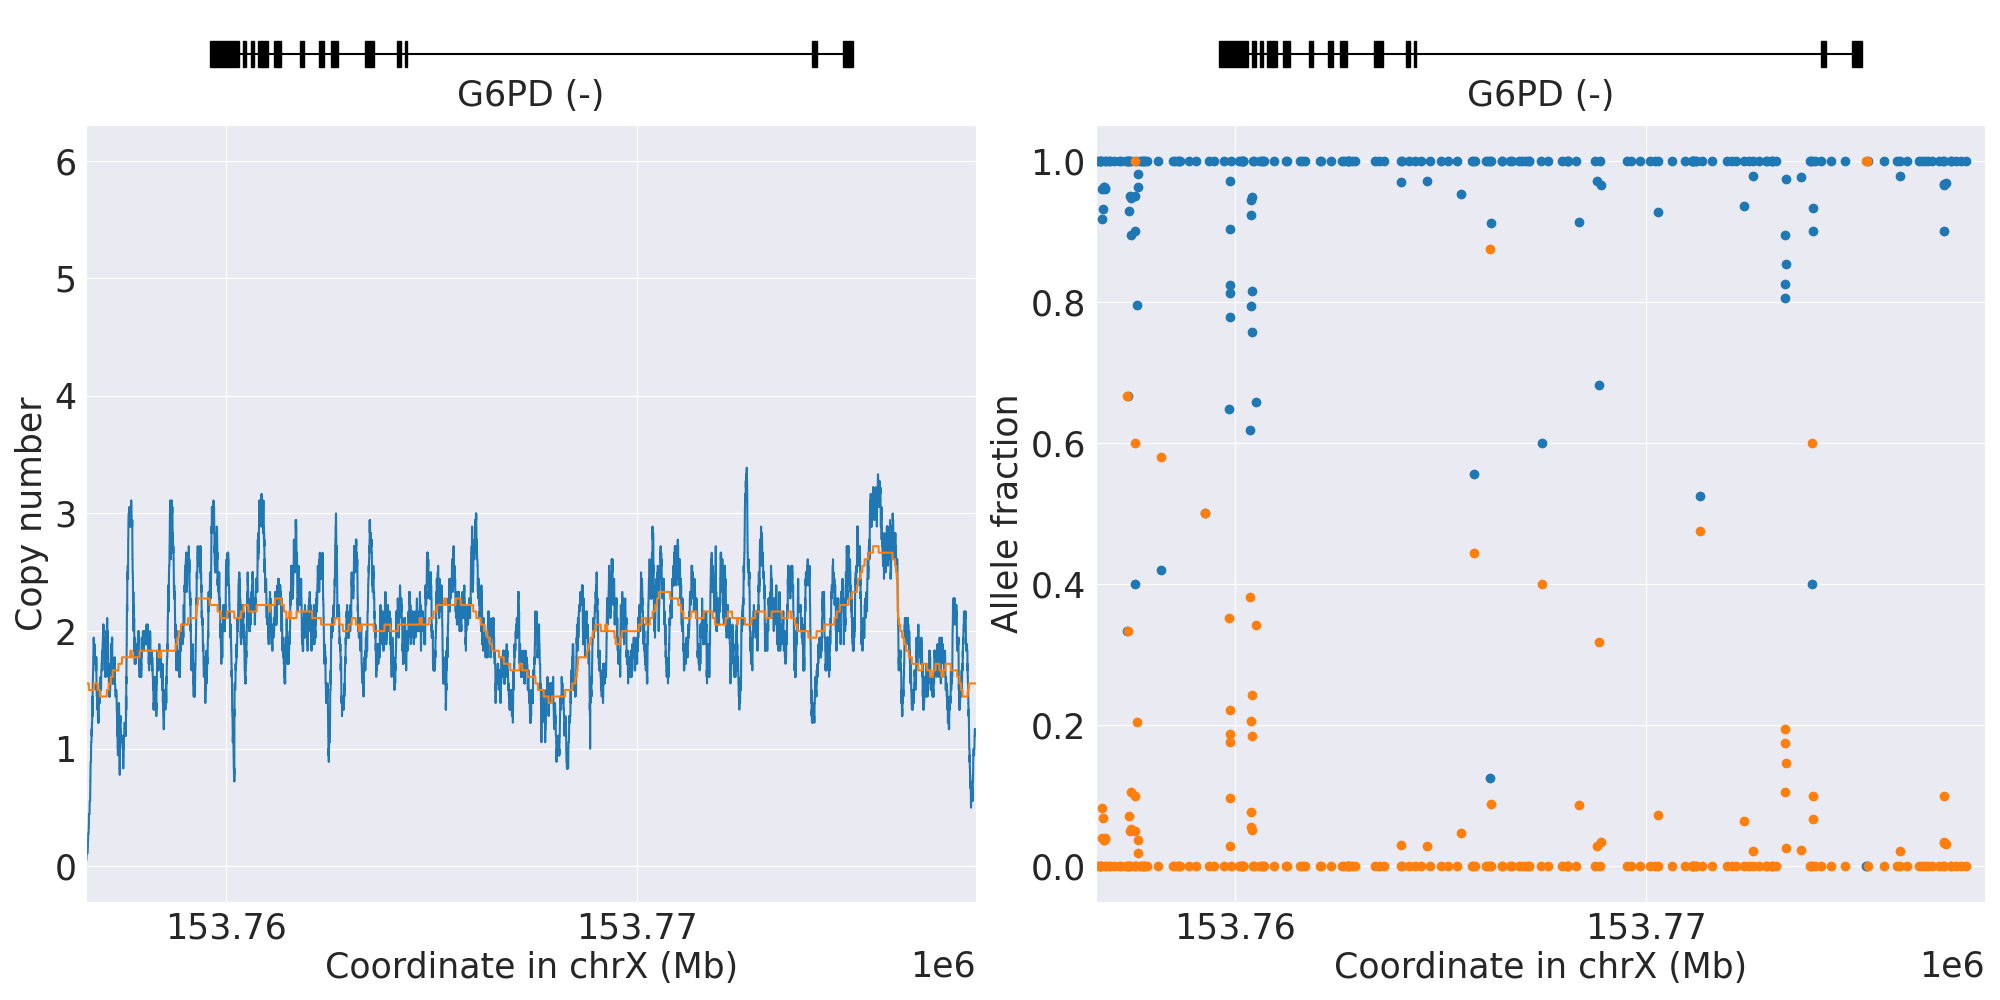 G6PD (-)
6
5
4
3
2
1
0
Copy number
153.76
153.77
Coordinate in chrX (Mb)
1e6
G6PD (-)
1.0
0.8
0.6
0.4
0.2
0.0
Allele fraction
153.76
153.77
Coordinate in chrX (Mb)
1e6